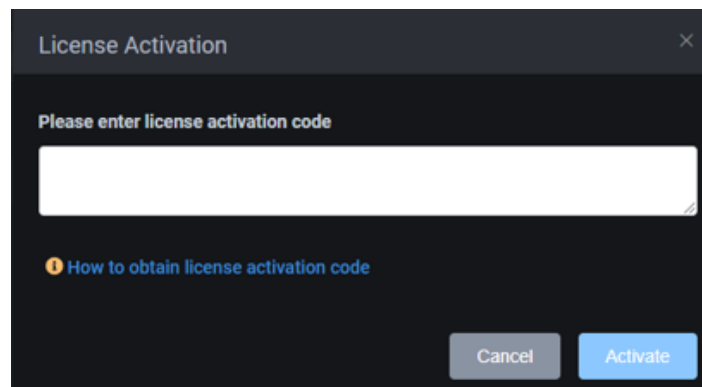 License Activation
Please enter license activation code
How to obtain license activation code
Cancel Activate